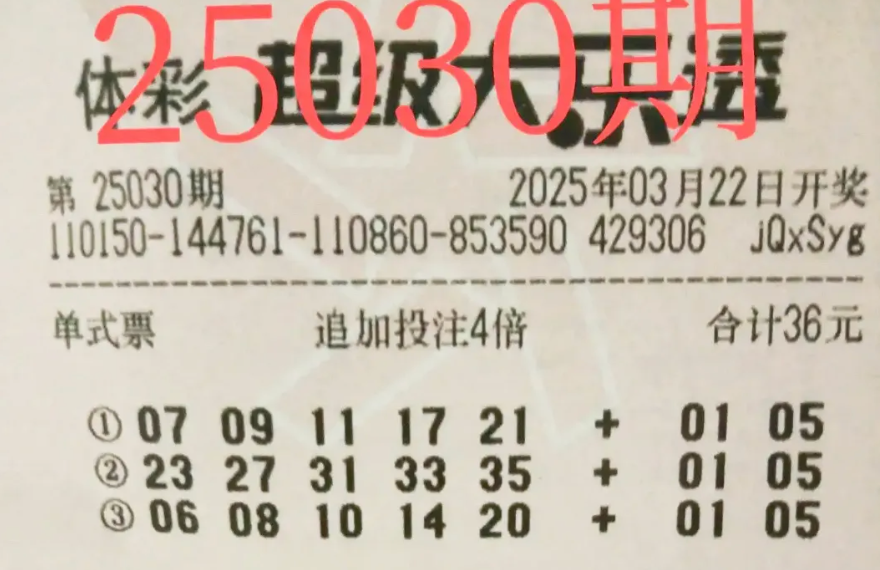 25030期
体彩 超级大乐透
第 25030期 2025年03月22日开奖
110150-144761-110860-853590 429306 jQxSyg
单式票 追加投注4倍 合计36元
① 07 09 11 17 21 + 01 05
② 23 27 31 33 35 + 01 05
③ 06 08 10 14 20 + 01 05